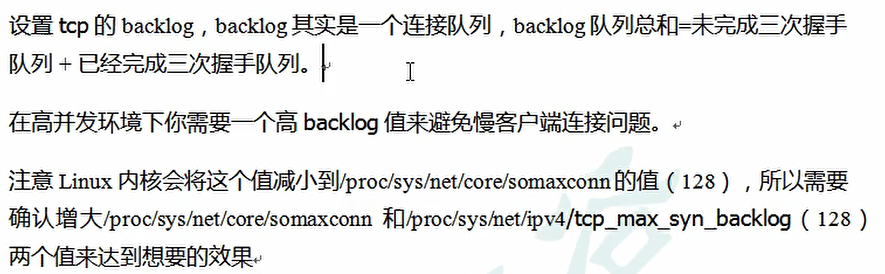 设置 tcp 的 backlog，backlog 其实是一个连接队列，backlog 队列总和=未完成三次握手
队列 + 已经完成三次握手队列。
在高并发环境下你需要一个高 backlog 值来避免慢客户端连接问题。
注意 Linux 内核会将这个值减小到/proc/sys/net/core/somaxconn 的值（128），所以需要
确认增大/proc/sys/net/core/somaxconn 和/proc/sys/net/ipv4/tcp_max_syn_backlog（128）
两个值来达到想要的效果